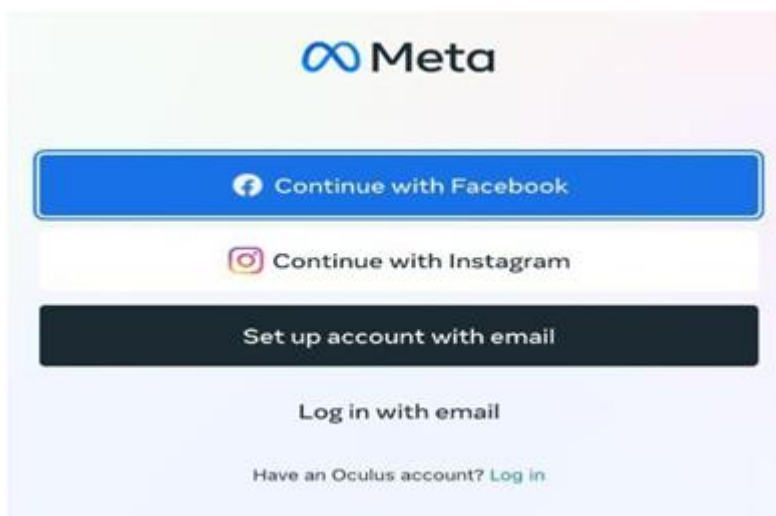 Meta
Continue with Facebook
Continue with Instagram
Set up account with email
Log in with email
Have an Oculus account? Log in